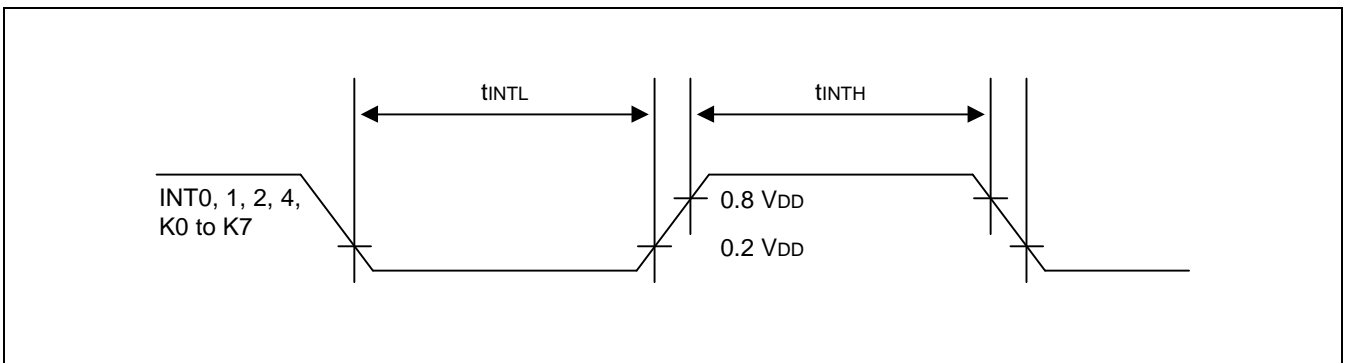 tINTL
tINTH
INT0, 1, 2, 4,
K0 to K7
0.8 VDD
0.2 VDD